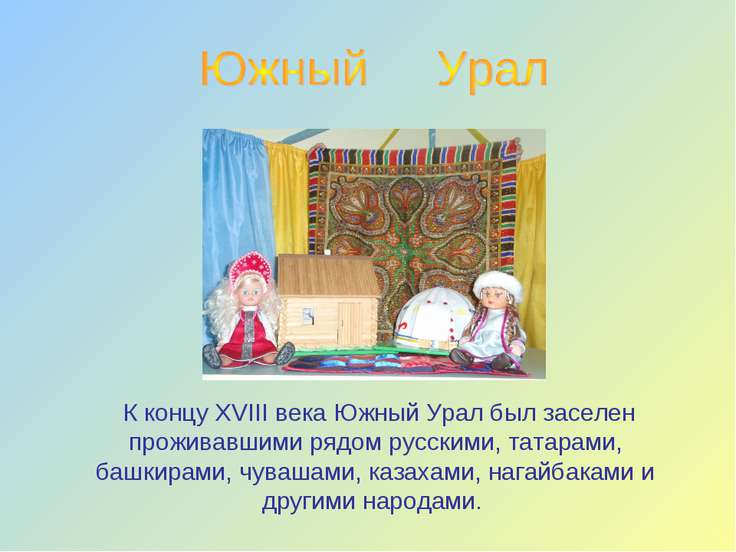 Южный Урал
К концу XVIII века Южный Урал был заселен
проживавшими рядом русскими, татарами,
башкирами, чувашами, казахами, нагайбаками и
другими народами.